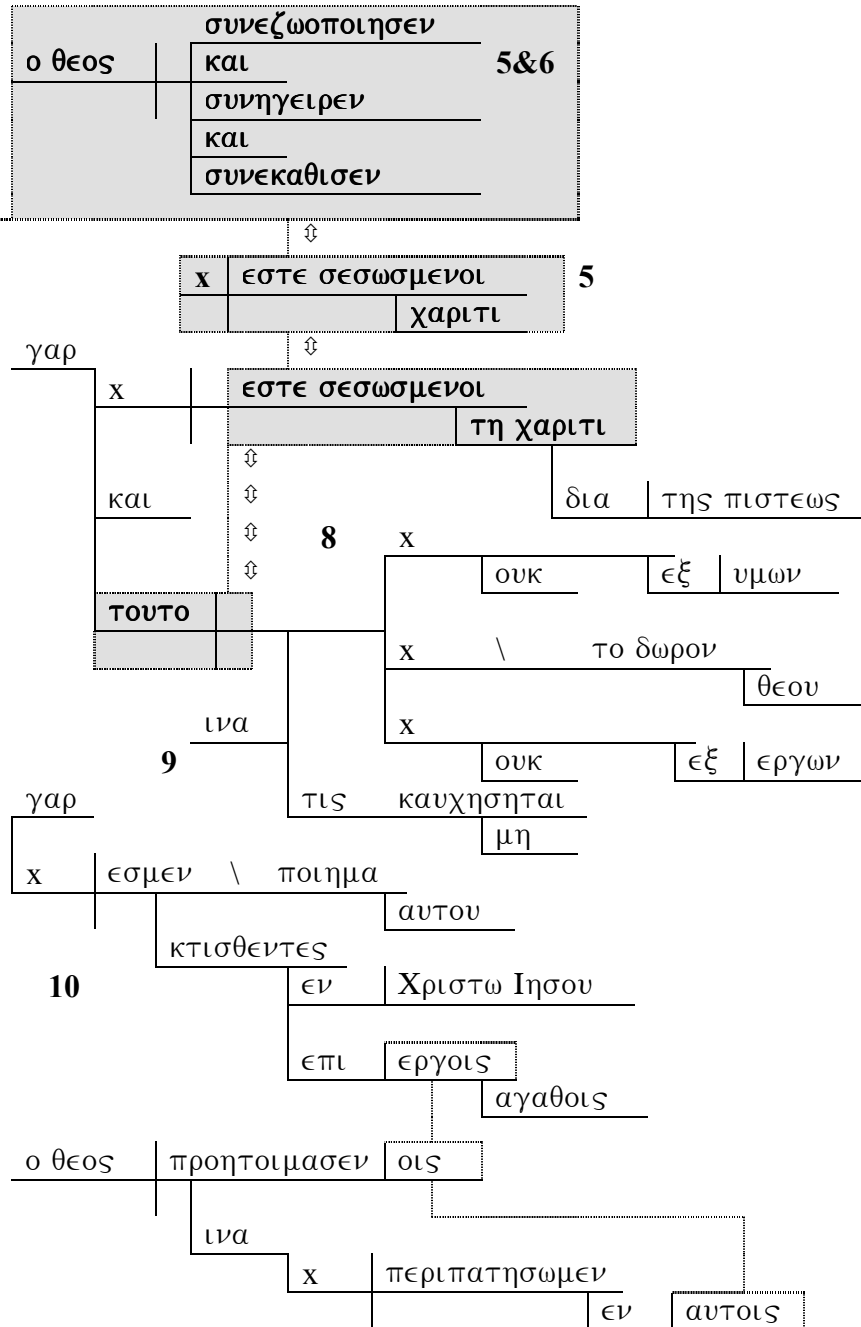 συνεζωοποιησεν
ο θεος και 5&6
συνηγειρεν
και
συνεκαθισεν
x εστε σεσωσμενοι 5
χαριτι
γαρ
x εστε σεσωσμενοι
τη χαριτι
και δια της πιστεως
8 x
ουκ εξ υμων
τουτο
x \ το δωρον
θεου
ινα x
9 ουκ εξ εργων
γαρ τις καυχησηται
μη
x εσμεν \ ποιημα
αυτου
κτισθεντες
10 εν Χριστω Ιησου
επι εργοις
αγαθοις
ο θεος προητοιμασεν οις
ινα
x περιπατησωμεν
εν αυτοις